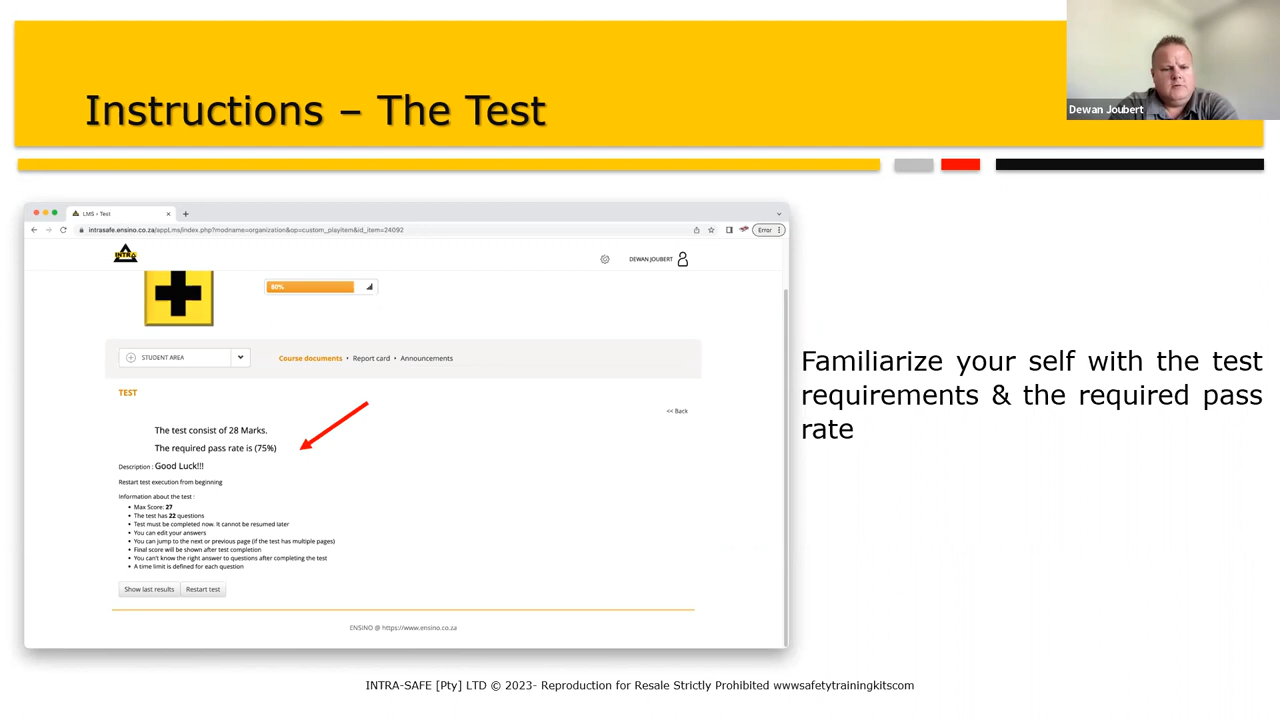 Dewan Joubert
Instructions – The Test
LMS - Test
intrasafe.ensino.co.za/appLms/index.php?modname=organization&op=custom_playitem&id_item=24092
Error
INTRA
DEWAN JOUBERT
80%
STUDENT AREA
Course documents • Report card • Announcements
TEST
<< Back
The test consist of 28 Marks.
The required pass rate is (75%)
Description : Good Luck!!!
Restart test execution from beginning
Information about the test :
• Max Score: 27
• The test has 22 questions
• Test must be completed now. It cannot be resumed later
• You can edit your answers
• You can jump to the next or previous page (if the test has multiple pages)
• Final score will be shown after test completion
• You can't know the right answer to questions after completing the test
• A time limit is defined for each question
Show last results Restart test
ENSINO @ https://www.ensino.co.za
Familiarize your self with the test
requirements & the required pass
rate
INTRA-SAFE [Pty] LTD © 2023- Reproduction for Resale Strictly Prohibited wwwsafetytrainingkitscom